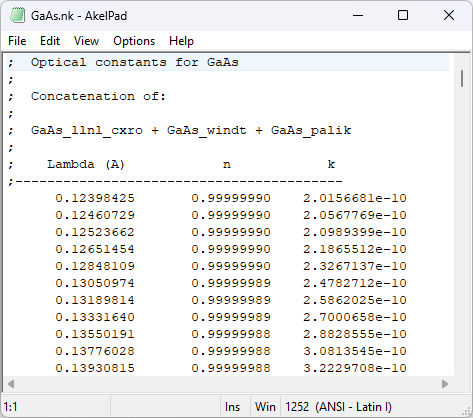 GaAs.nk - AkelPad
File Edit View Options Help
; Optical constants for GaAs
;
; Concatenation of:
;
; GaAs_llnl_cxro + GaAs_windt + GaAs_palik
;
; Lambda (A) n k
;-----------------------------------------
0.12398425 0.99999990 2.0156681e-10
0.12460729 0.99999990 2.0567769e-10
0.12523662 0.99999990 2.0989399e-10
0.12651454 0.99999990 2.1865512e-10
0.12848109 0.99999990 2.3267137e-10
0.13050974 0.99999989 2.4782712e-10
0.13189814 0.99999989 2.5862025e-10
0.13331640 0.99999989 2.7000658e-10
0.13550191 0.99999988 2.8828555e-10
0.13776028 0.99999988 3.0813545e-10
0.13930815 0.99999988 3.2229708e-10
1:1 Ins Win 1252 (ANSI - Latin I)